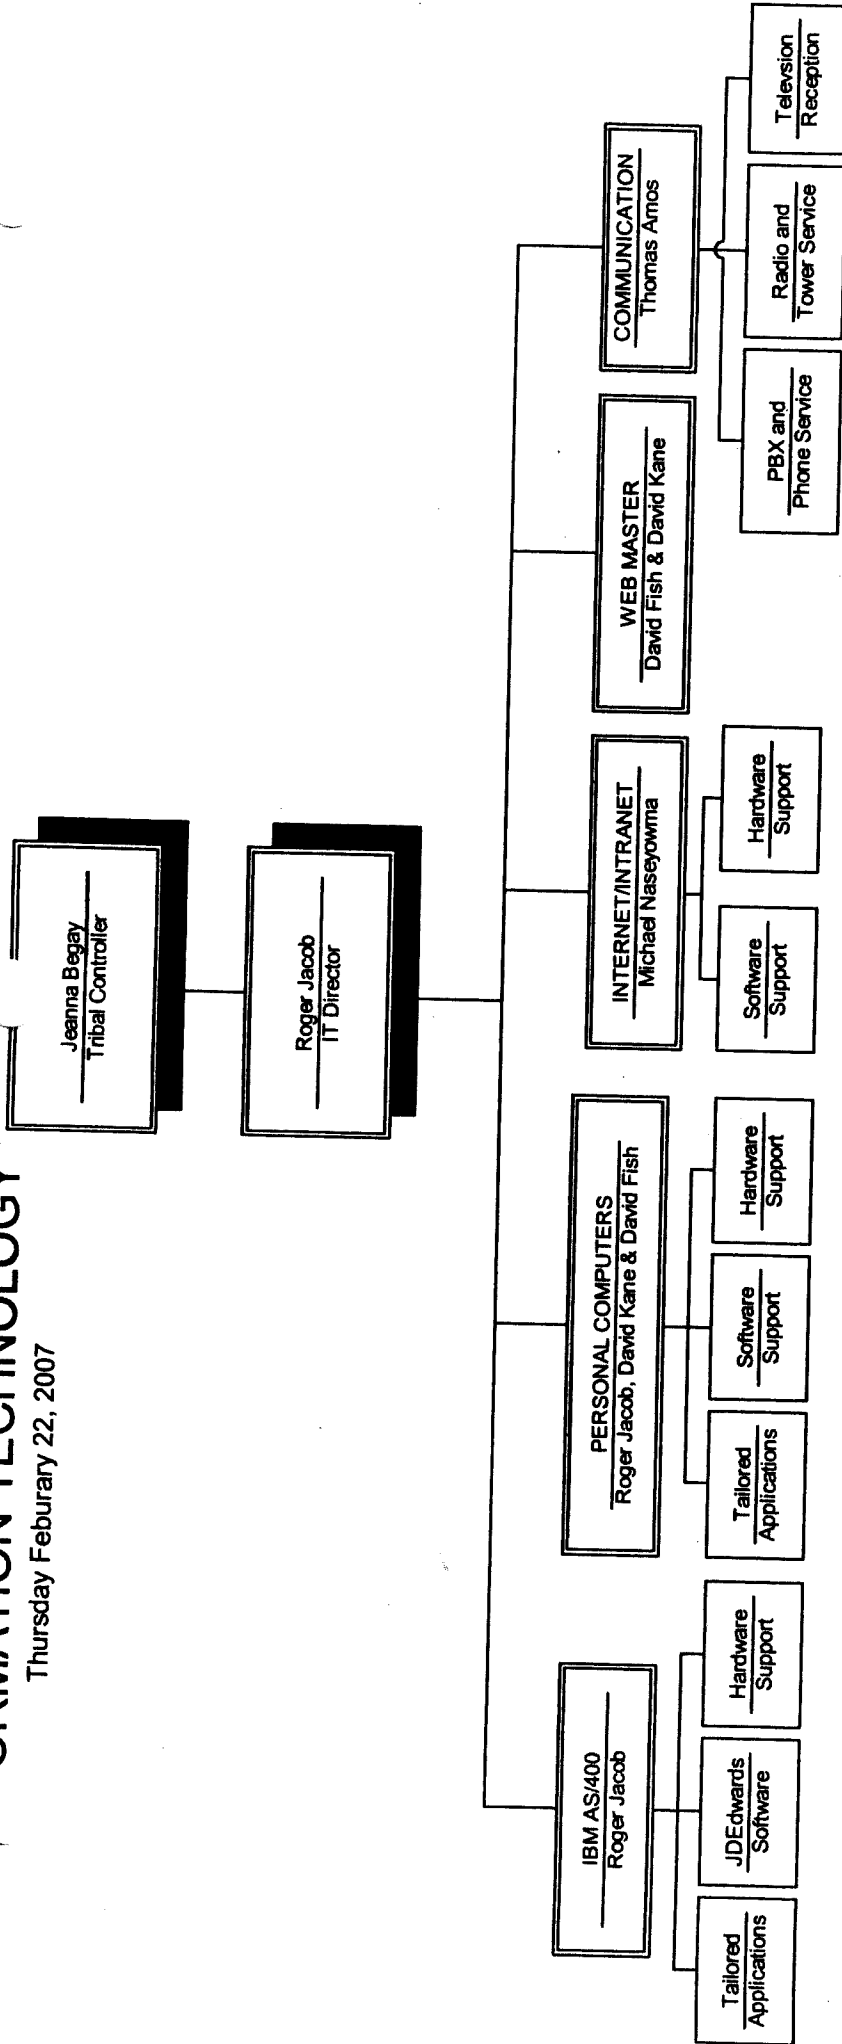 ORMATION TECHNOLOGY
Thursday Feburary 22, 2007
Jeanna Begay
Tribal Controller
Roger Jacob
IT Director
IBM AS/400
Roger Jacob
PERSONAL COMPUTERS
Roger Jacob, David Kane & David Fish
INTERNET/INTRANET
Michael Naseyowma
WEB MASTER
David Fish & David Kane
COMMUNICATION
Thomas Amos
Tailored
Applications
JDEdwards
Software
Hardware
Support
Tailored
Applications
Software
Support
Hardware
Support
Software
Support
Hardware
Support
PBX and
Phone Service
Radio and
Tower Service
Televsion
Reception